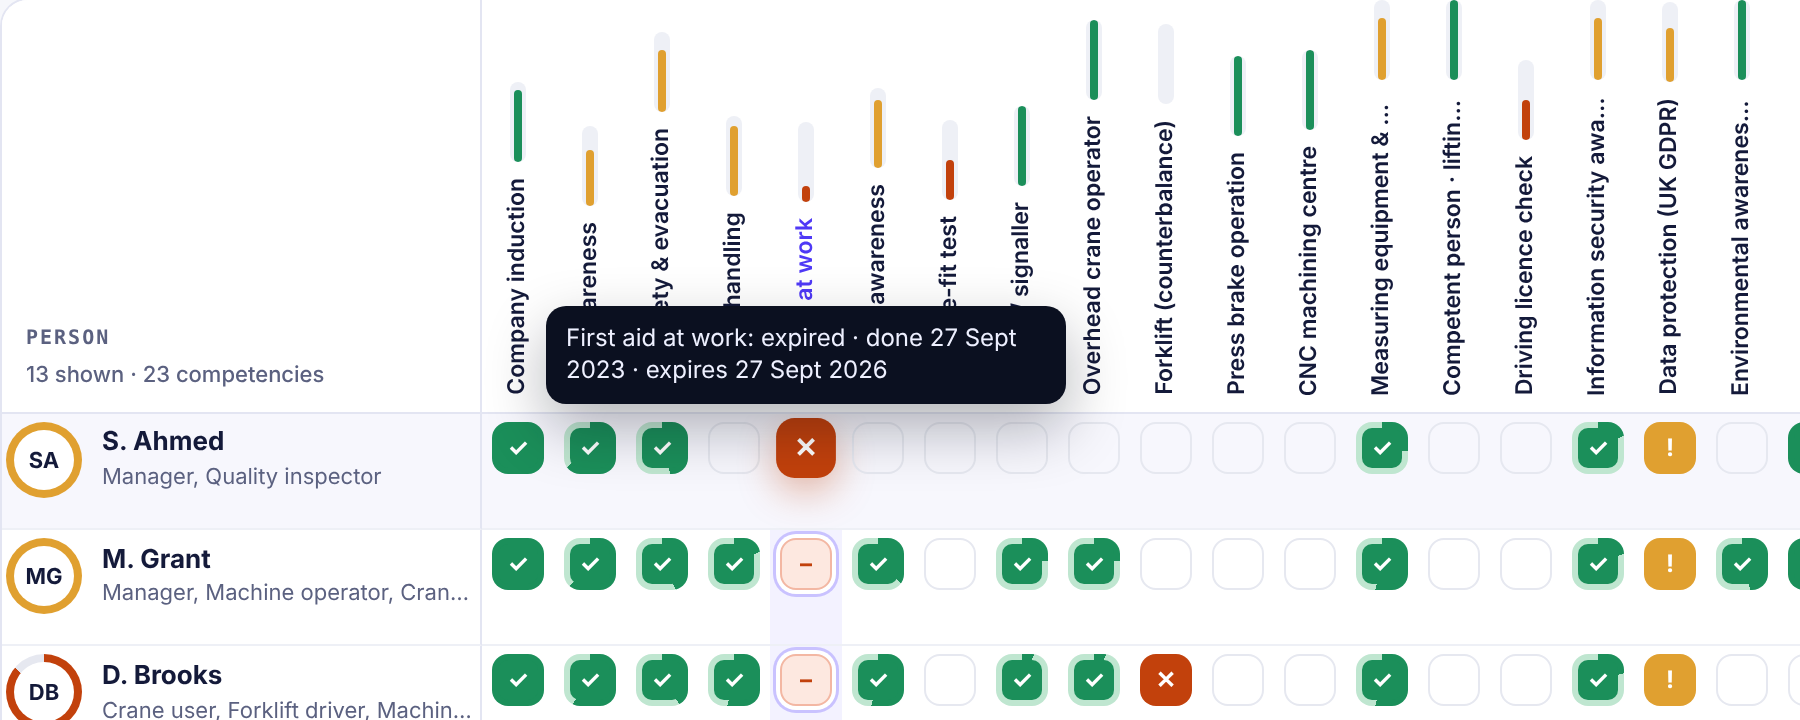 Company induction
areness
ety & evacuation
handling
at work
awareness
e-fit test
signaller
Overhead crane operator
Forklift (counterbalance)
Press brake operation
CNC machining centre
Measuring equipment & ...
Competent person · liftin...
Driving licence check
Information security awa...
Data protection (UK GDPR)
Environmental awarenes...
PERSON
13 shown · 23 competencies
First aid at work: expired · done 27 Sept
2023 · expires 27 Sept 2026
SA
S. Ahmed
Manager, Quality inspector
!
MG
M. Grant
Manager, Machine operator, Cran...
!
DB
D. Brooks
Crane user, Forklift driver, Machin...
!